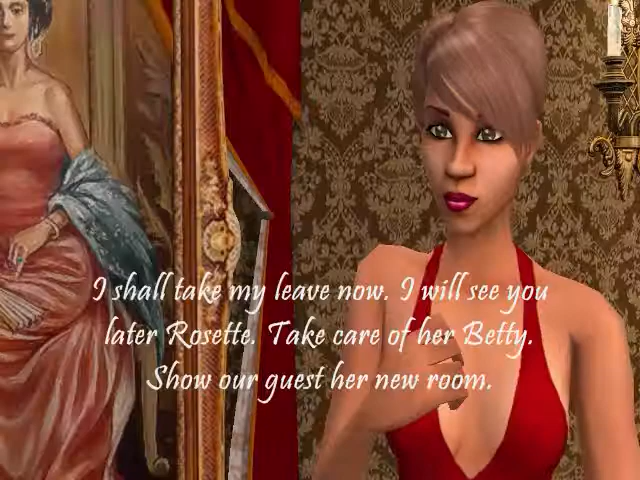 I shall take my leave now. I will see you
later Rosette. Take care of her Betty.
Show our guest her new room.